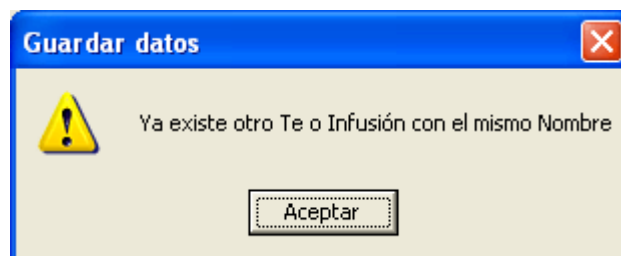 Guardar datos
Ya existe otro Te o Infusión con el mismo Nombre
Aceptar